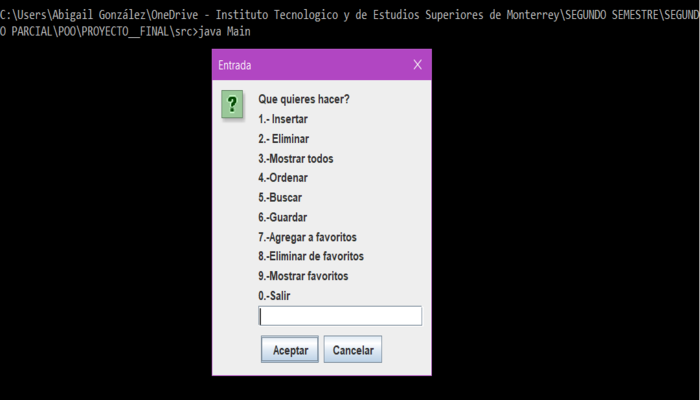 C:\Users\Abigail González\OneDrive - Instituto Tecnologico y de Estudios Superiores de Monterrey\SEGUNDO SEMESTRE\SEGUND
O PARCIAL\POO\PROYECTO__FINAL\src>java Main
Entrada
Que quieres hacer?
1.- Insertar
2.- Eliminar
3.-Mostrar todos
4.-Ordenar
5.-Buscar
6.-Guardar
7.-Agregar a favoritos
8.-Eliminar de favoritos
9.-Mostrar favoritos
0.-Salir
Aceptar Cancelar